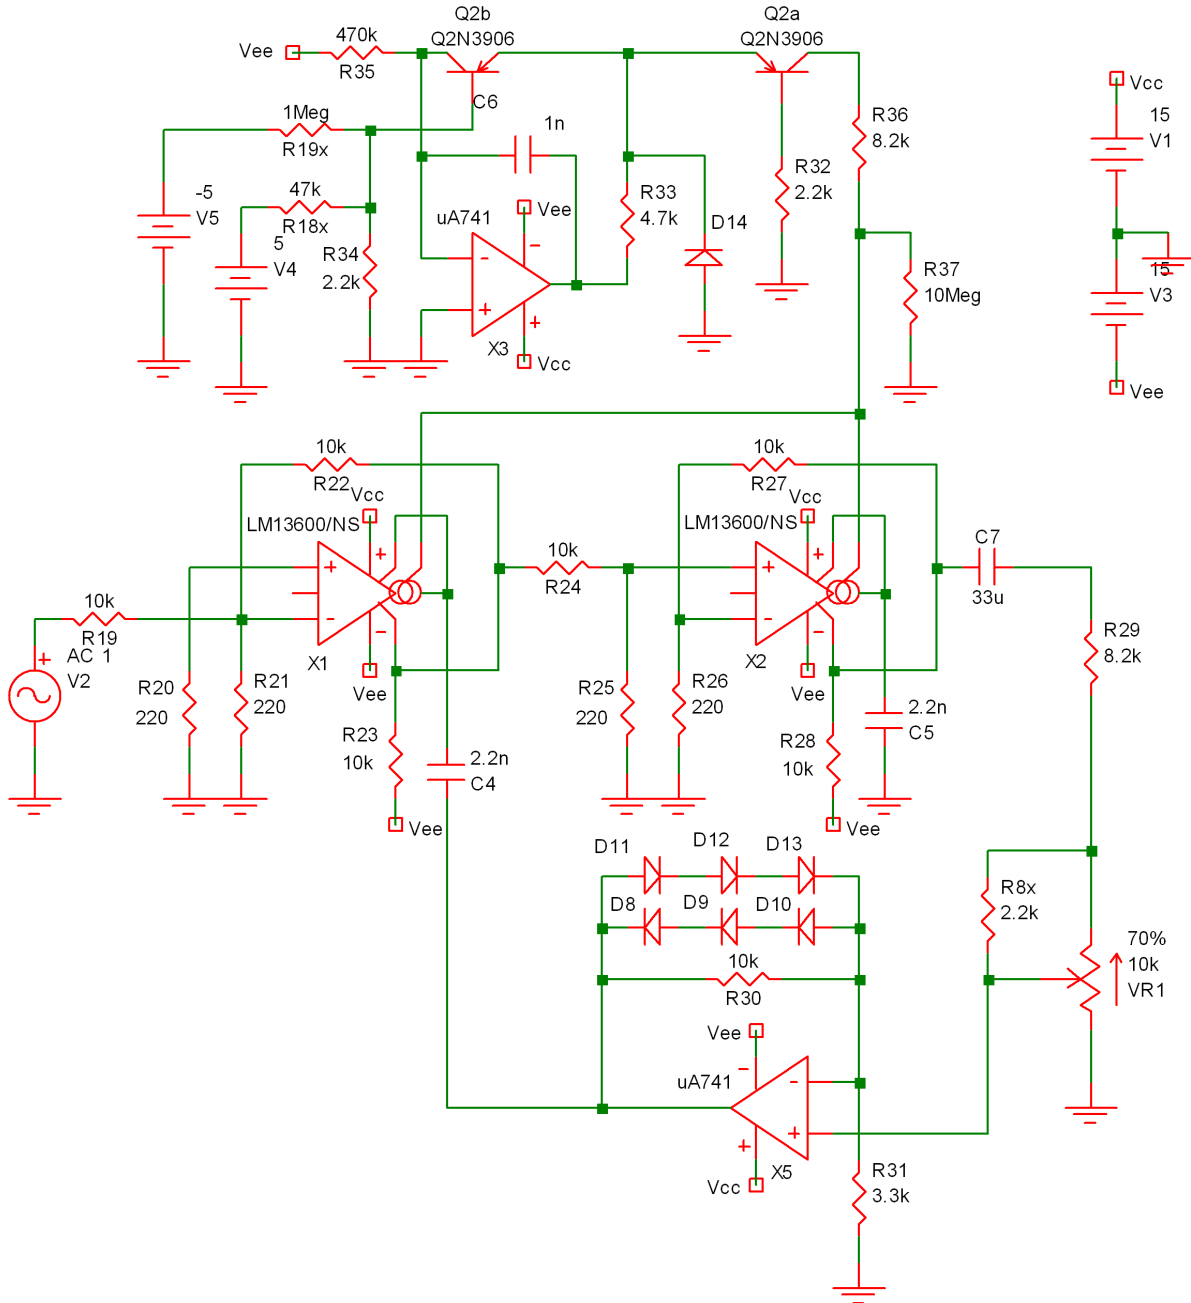 Q2b
Q2N3906
Q2a
Q2N3906
Vee
470k
R35
C6
1Meg
R19x
1n
47k
R18x
-5
V5
5
V4
R34
2.2k
uA741
Vee
-
-
+
+
X3
Vcc
R33
4.7k
D14
R32
2.2k
R36
8.2k
R37
10Meg
Vcc
15
V1
15
V3
Vee
10k
R22
Vcc
LM13600/NS
+
+
-
-
X1
Vee
10k
R19
AC 1
V2
+
R20
220
R21
220
R23
10k
Vee
2.2n
C4
10k
R24
10k
R27
Vcc
LM13600/NS
+
+
-
-
X2
Vee
R25
220
R26
220
R28
10k
Vee
2.2n
C5
C7
33u
R29
8.2k
D11
D12
D13
D8
D9
D10
10k
R30
R8x
2.2k
70%
10k
VR1
Vee
uA741
-
-
+
+
X5
Vcc
R31
3.3k